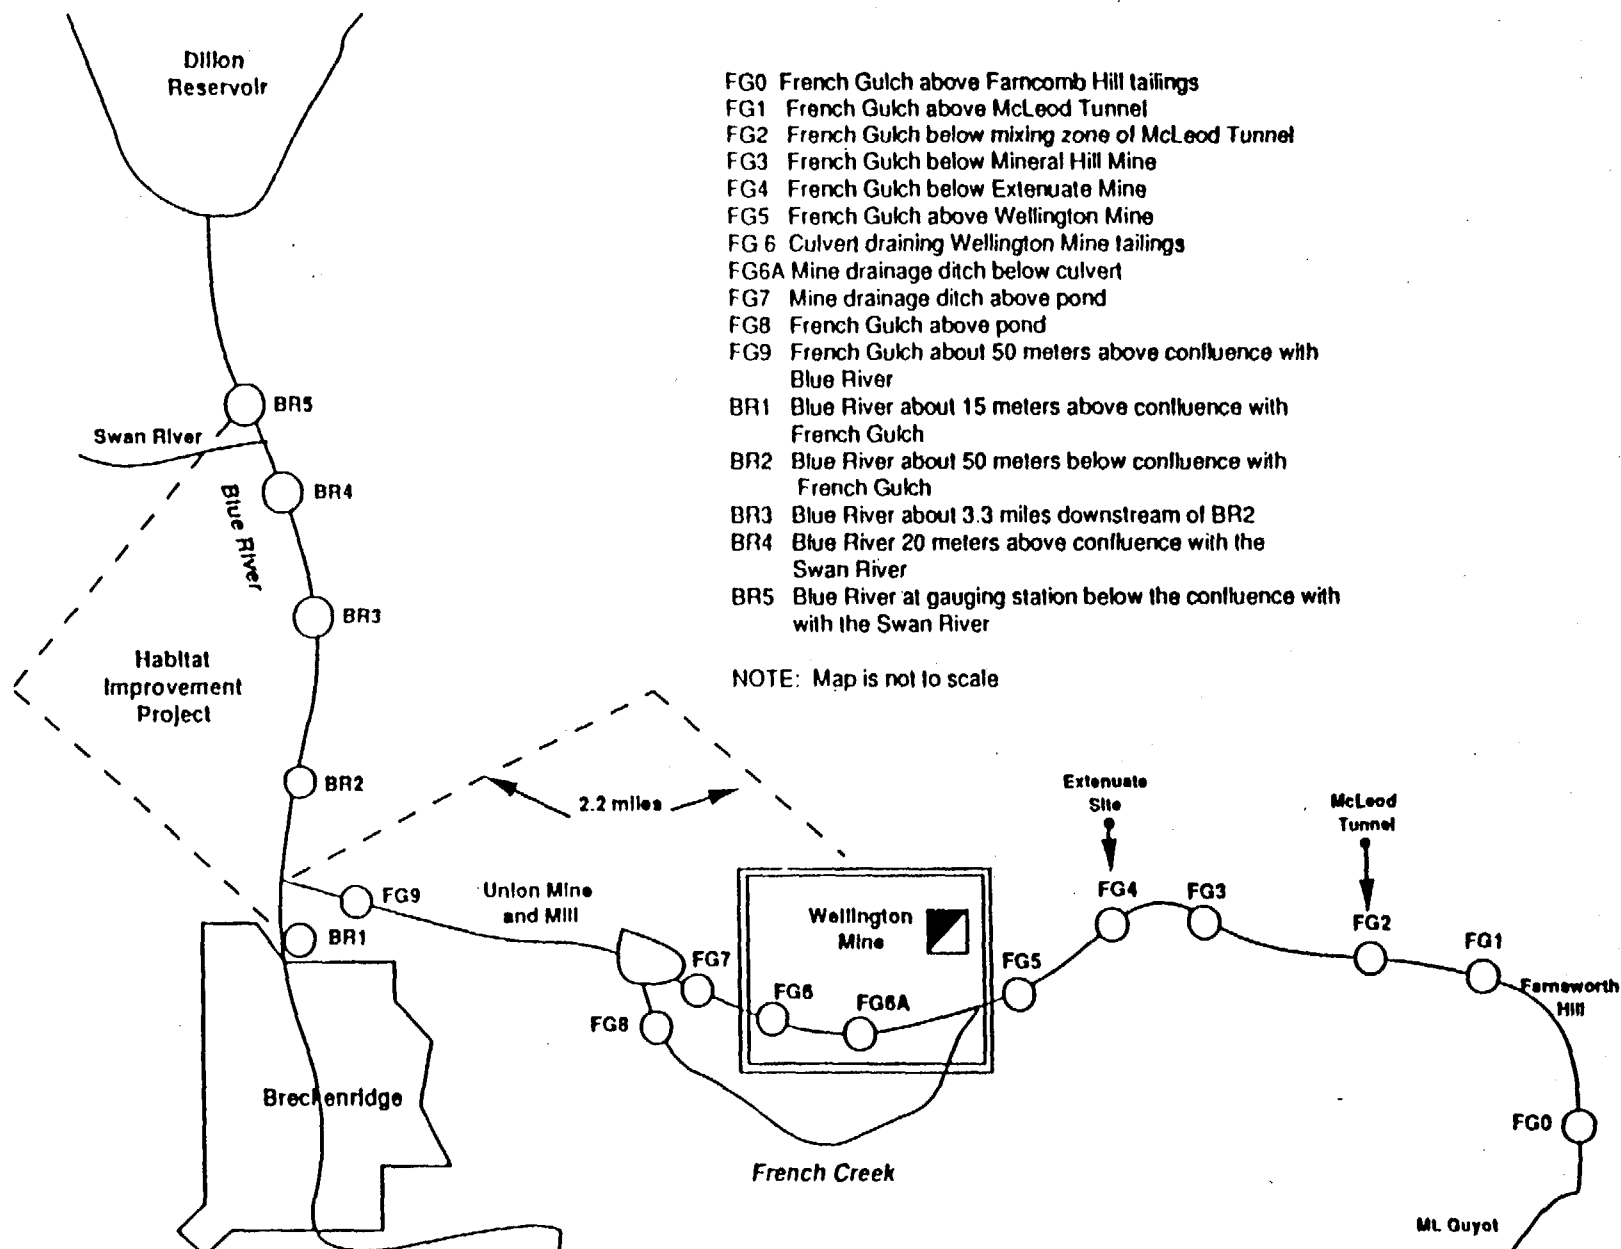 Dillon
Reservoir
FG0 French Gulch above Farncomb Hill tailings
FG1 French Gulch above McLeod Tunnel
FG2 French Gulch below mixing zone of McLeod Tunnel
FG3 French Gulch below Mineral Hill Mine
FG4 French Gulch below Extenuate Mine
FG5 French Gulch above Wellington Mine
FG 6 Culvert draining Wellington Mine tailings
FG6A Mine drainage ditch below culvert
FG7 Mine drainage ditch above pond
FG8 French Gulch above pond
FG9 French Gulch about 50 meters above confluence with
Blue River
BR1 Blue River about 15 meters above confluence with
French Gulch
BR2 Blue River about 50 meters below confluence with
French Gulch
BR3 Blue River about 3.3 miles downstream of BR2
BR4 Blue River 20 meters above confluence with the
Swan River
BR5 Blue River at gauging station below the confluence with
with the Swan River
NOTE: Map is not to scale
BR5
Swan River
BR4
Blue River
BR3
Habitat
Improvement
Project
BR2
2.2 miles
Extenuate
Site
McLeod
Tunnel
FG9
Union Mine
and Mill
Wellington
Mine
FG4
FG3
FG2
FG1
BR1
FG7
FG5
FG6
FG6A
Farnsworth
Hill
FG8
Breckenridge
FG0
French Creek
Mt. Guyot